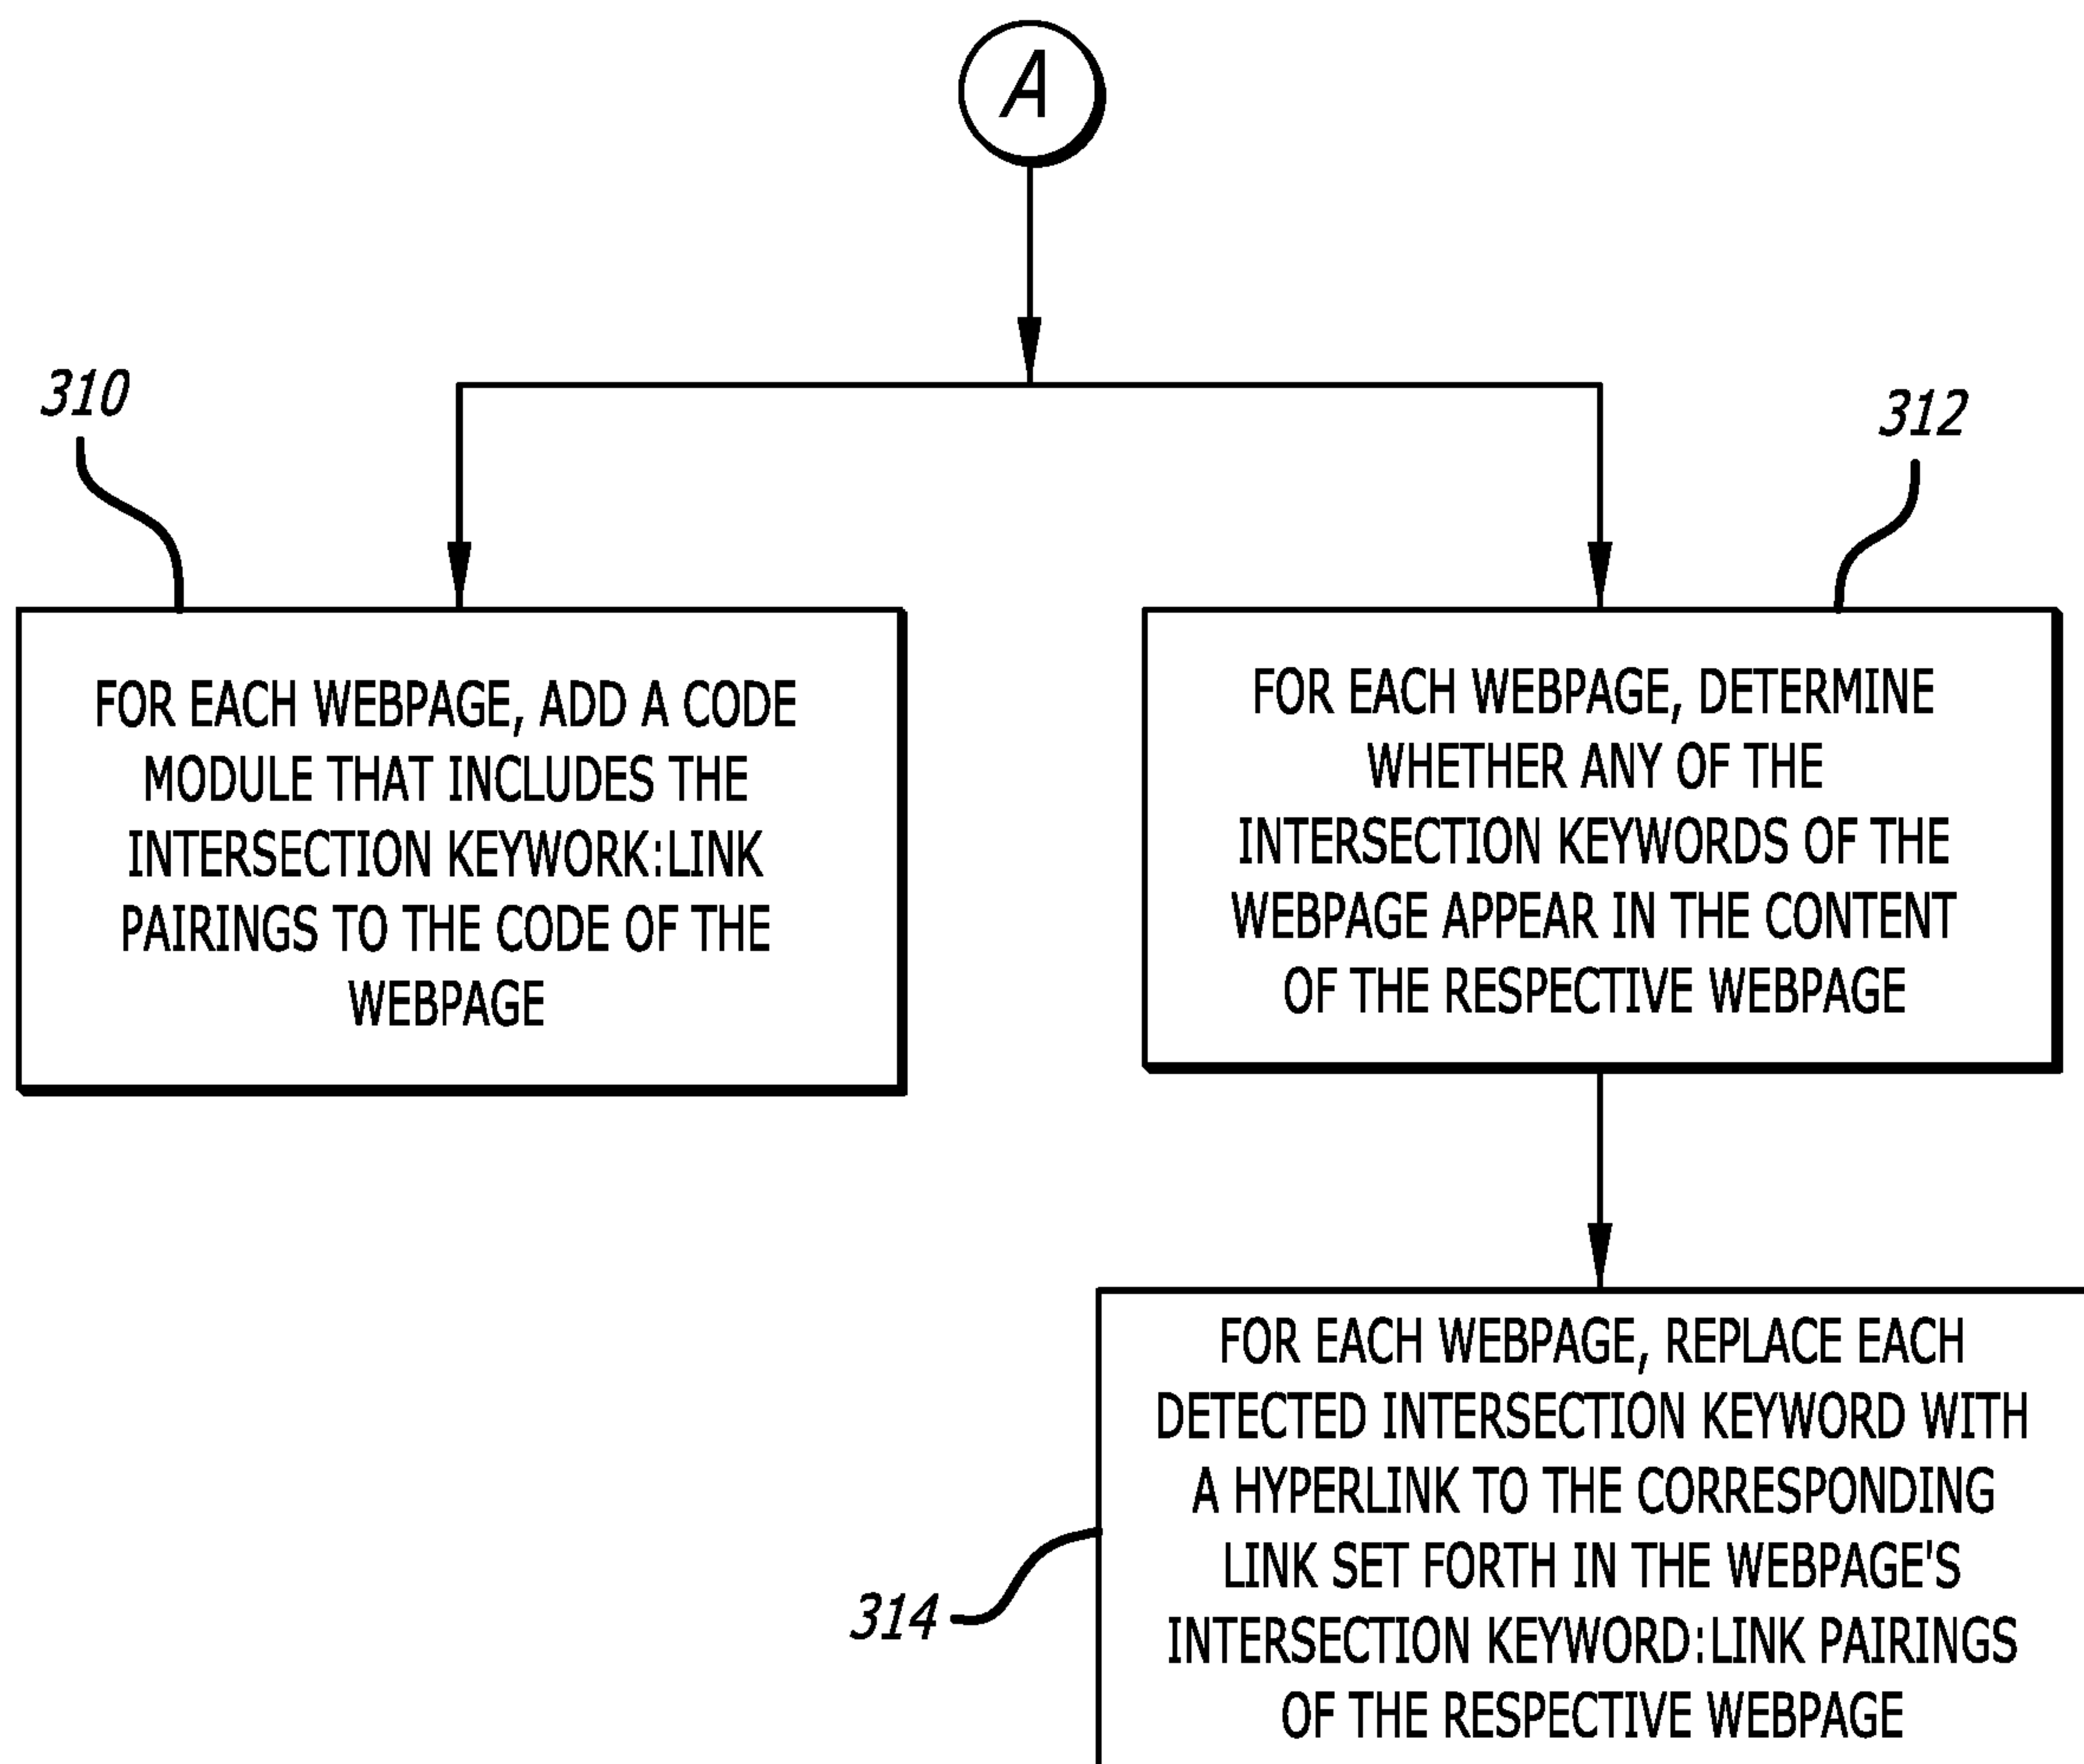 A
310
FOR EACH WEBPAGE, ADD A CODE
MODULE THAT INCLUDES THE
INTERSECTION KEYWORK:LINK
PAIRINGS TO THE CODE OF THE
WEBPAGE
312
FOR EACH WEBPAGE, DETERMINE
WHETHER ANY OF THE
INTERSECTION KEYWORDS OF THE
WEBPAGE APPEAR IN THE CONTENT
OF THE RESPECTIVE WEBPAGE
314
FOR EACH WEBPAGE, REPLACE EACH
DETECTED INTERSECTION KEYWORD WITH
A HYPERLINK TO THE CORRESPONDING
LINK SET FORTH IN THE WEBPAGE'S
INTERSECTION KEYWORD:LINK PAIRINGS
OF THE RESPECTIVE WEBPAGE